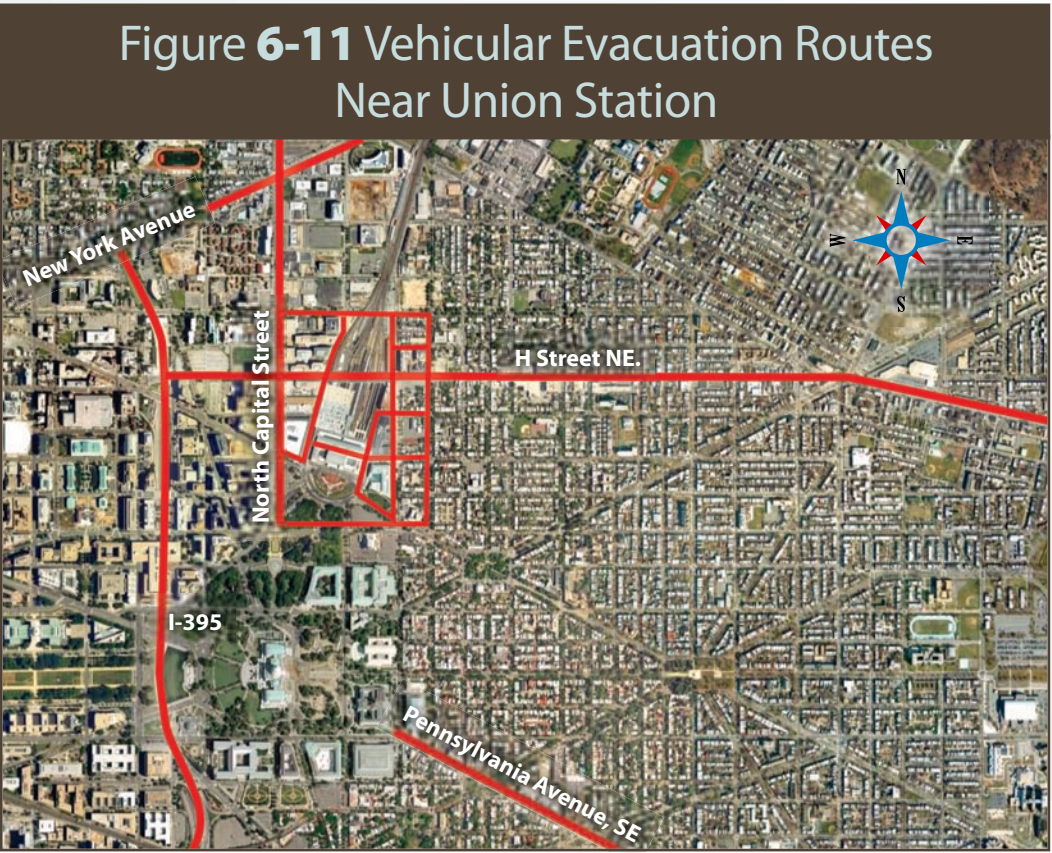 Figure 6-11 Vehicular Evacuation Routes
Near Union Station
N
W
E
S
New York Avenue
North Capital Street
H Street NE.
I-395
Pennsylvania Avenue, SE